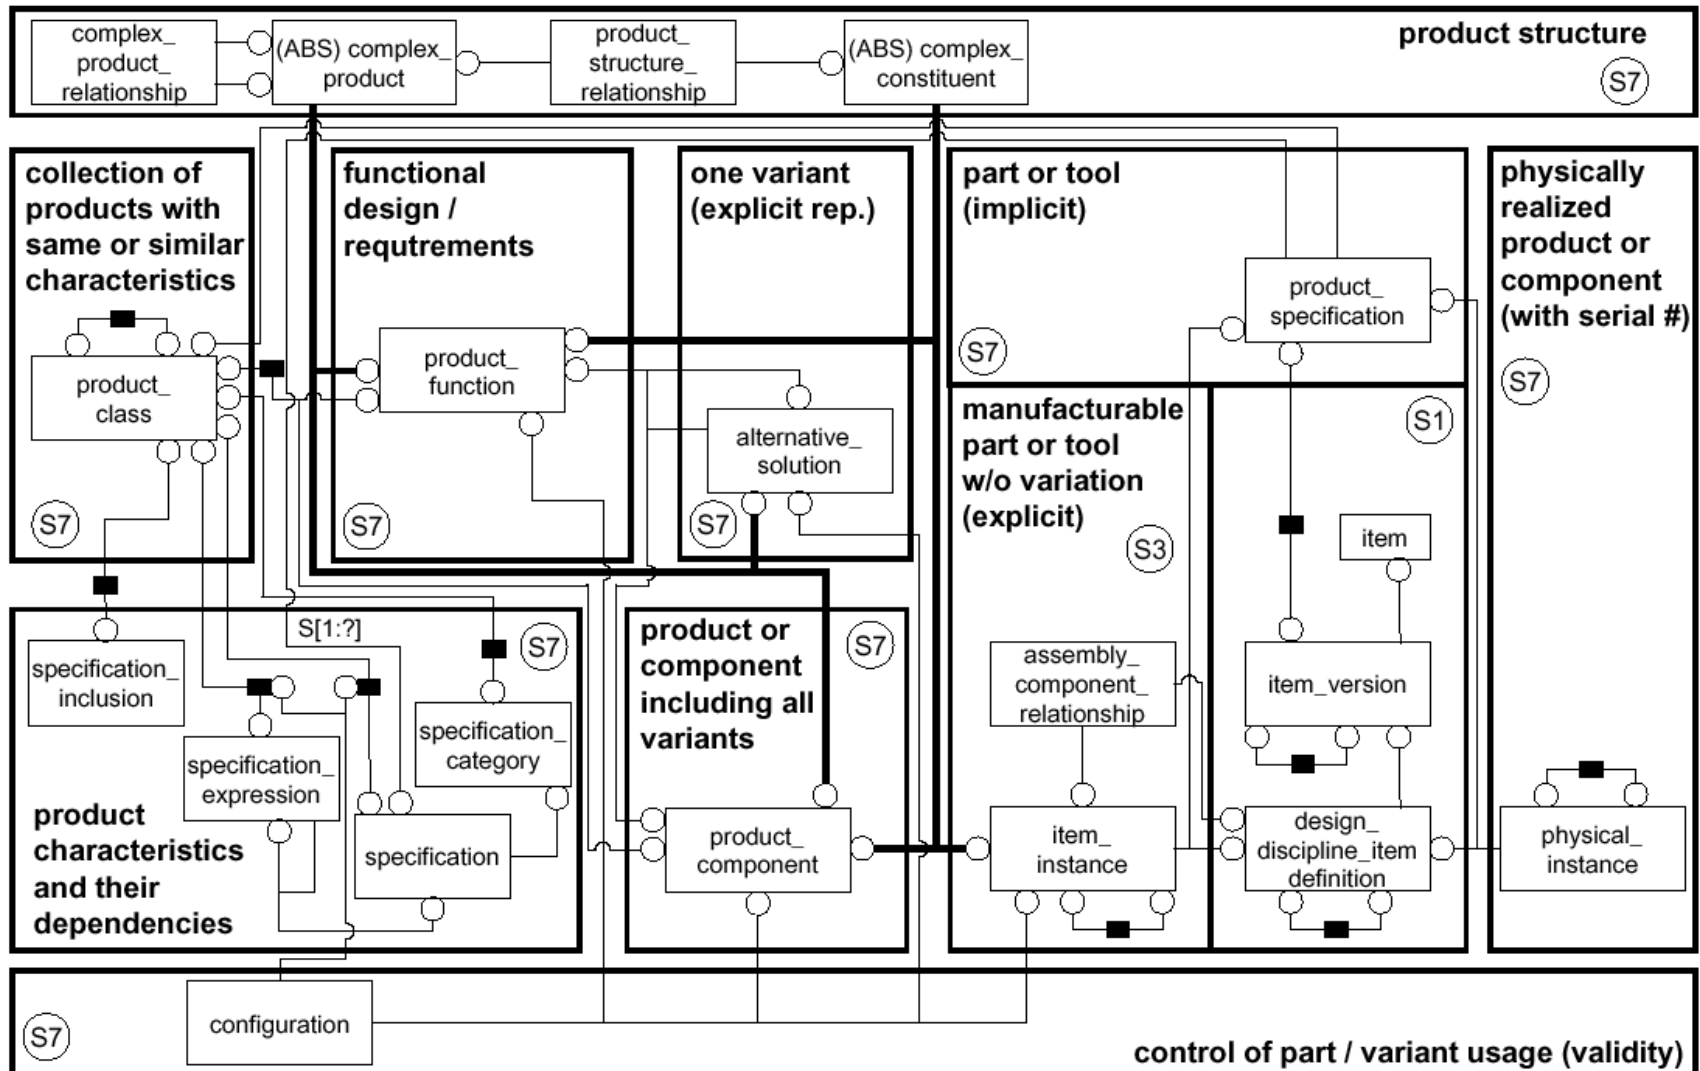 complex_
product_
relationship
(ABS) complex_
product
product_
structure_
relationship
(ABS) complex_
constituent
product structure
S7
collection of
products with
same or similar
characteristics
product_
class
S7
functional
design /
requtrements
product_
function
S7
one variant
(explicit rep.)
alternative_
solution
S7
part or tool
(implicit)
product_
specification
S7
physically
realized
product or
component
(with serial #)
S7
physical_
instance
manufacturable
part or tool
w/o variation
(explicit)
S3
assembly_
component_
relationship
item_
instance
S1
item
item_version
design_
discipline_item
definition
specification_
inclusion
S[1:?]
S7
specification_
category
specification_
expression
specification
product
characteristics
and their
dependencies
product or
component
including all
variants
S7
product_
component
configuration
S7
control of part / variant usage (validity)